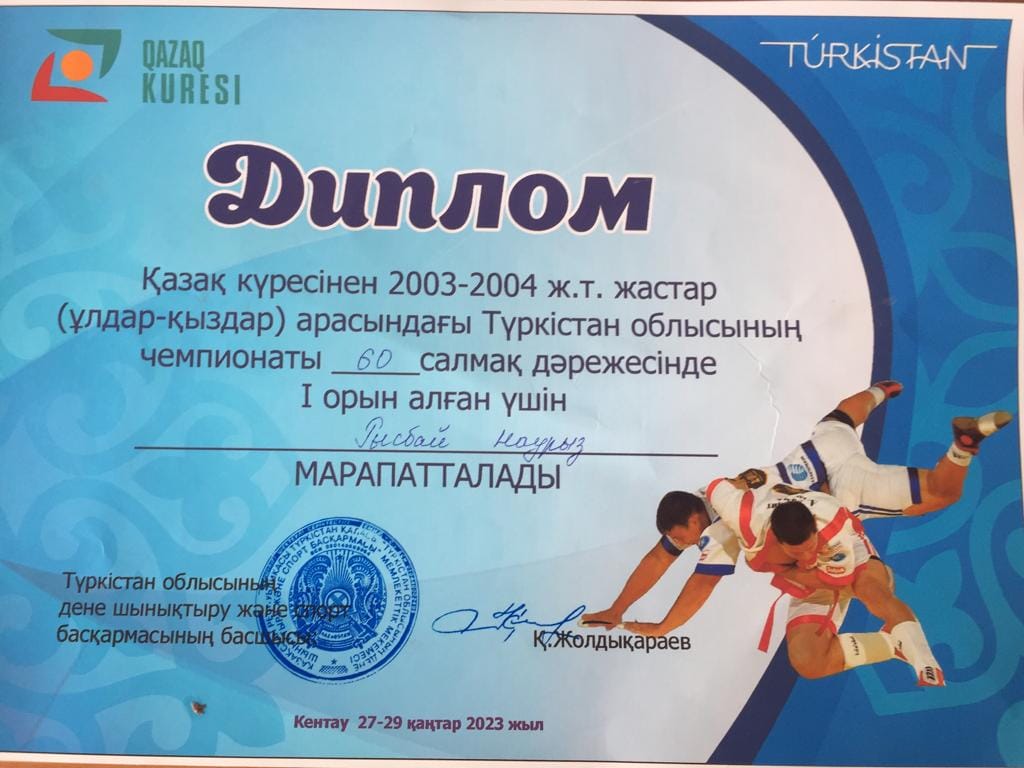 QAZAQ
KURESI
TÚRKİSTAN
Диплом
Қазақ күресінен 2003-2004 ж.т. жастар
(ұлдар-қыздар) арасындағы Түркістан облысының
чемпионаты 60 салмақ дәрежесінде
І орын алған үшін
Рысбай Наурыз
МАРАПАТТАЛАДЫ
Түркістан облысының
дене шынықтыру және спорт
басқармасының басшысы:
Қ.Жолдықараев
Кентау 27-29 қаңтар 2023 жыл